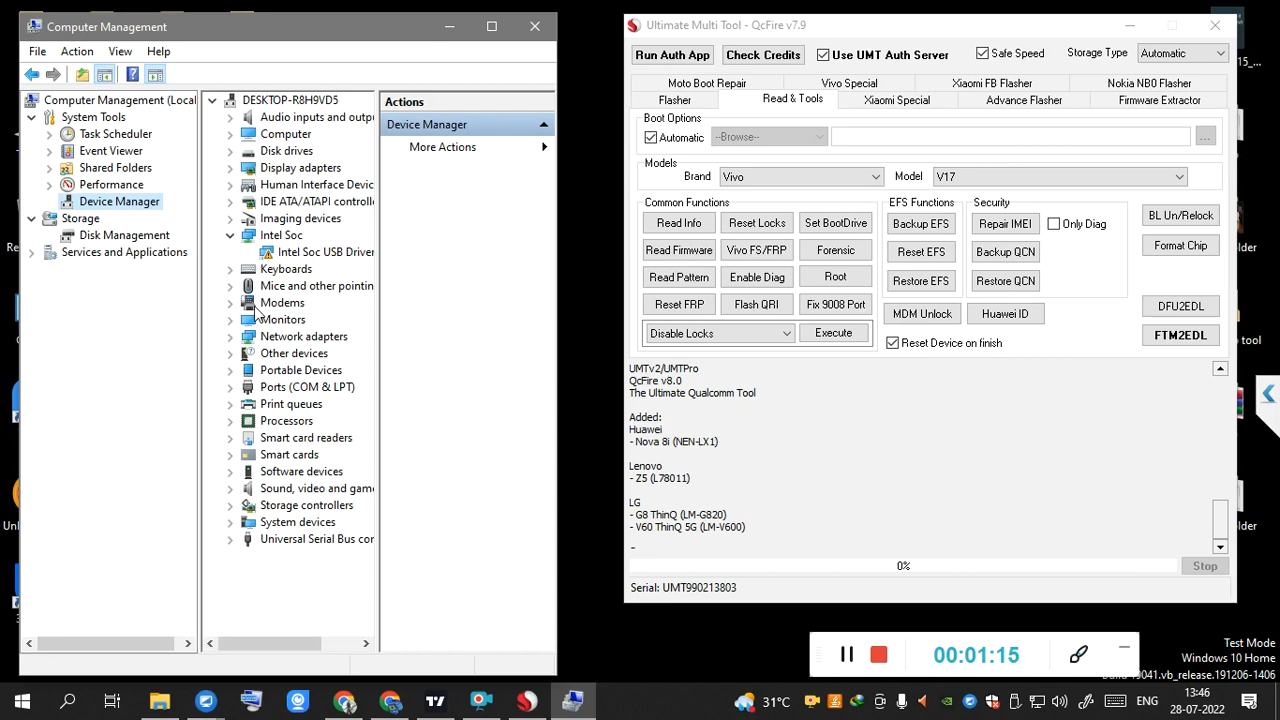 Computer Management
File Action View Help
Computer Management (Local
System Tools
Task Scheduler
Event Viewer
Shared Folders
Performance
Device Manager
Storage
Disk Management
Services and Applications
DESKTOP-R8H9VD5
Audio inputs and outpu
Computer
Disk drives
Display adapters
Human Interface Devic
IDE ATA/ATAPI controll
Imaging devices
Intel Soc
Intel Soc USB Driver
Keyboards
Mice and other pointin
Modems
Monitors
Network adapters
Other devices
Portable Devices
Ports (COM & LPT)
Print queues
Processors
Smart card readers
Smart cards
Software devices
Sound, video and game
Storage controllers
System devices
Universal Serial Bus con
Actions
Device Manager
More Actions
Ultimate Multi Tool - QcFire v7.9
Run Auth App Check Credits Use UMT Auth Server Safe Speed Storage Type Automatic
Moto Boot Repair Vivo Special Xiaomi FB Flasher Nokia NB0 Flasher
Flasher Read & Tools Xiaomi Special Advance Flasher Firmware Extractor
Boot Options
Automatic --Browse-- ...
Models
Brand Vivo Model V17
Common Functions EFS Functions Security
Read Info Reset Locks Set BootDrive Backup EFS Repair IMEI Only Diag BL Un/Relock
Read Firmware Vivo FS/FRP Forensic Reset EFS Backup QCN Format Chip
Read Pattern Enable Diag Root Restore EFS Restore QCN
Reset FRP Flash QRI Fix 9008 Port MDM Unlock Huawei ID DFU2EDL
Disable Locks Execute Reset Device on finish FTM2EDL
UMTv2/UMTPro
QcFire v8.0
The Ultimate Qualcomm Tool
Added:
Huawei
- Nova 8i (NEN-LX1)
Lenovo
- Z5 (L78011)
LG
- G8 ThinQ (LM-G820)
- V60 ThinQ 5G (LM-V600)
-
0% Stop
Serial: UMT990213803
00:01:15
Test Mode
Windows 10 Home
Build 19041.vb_release.191206-1406
31°C ENG 13:46
28-07-2022
15_...
tool
older